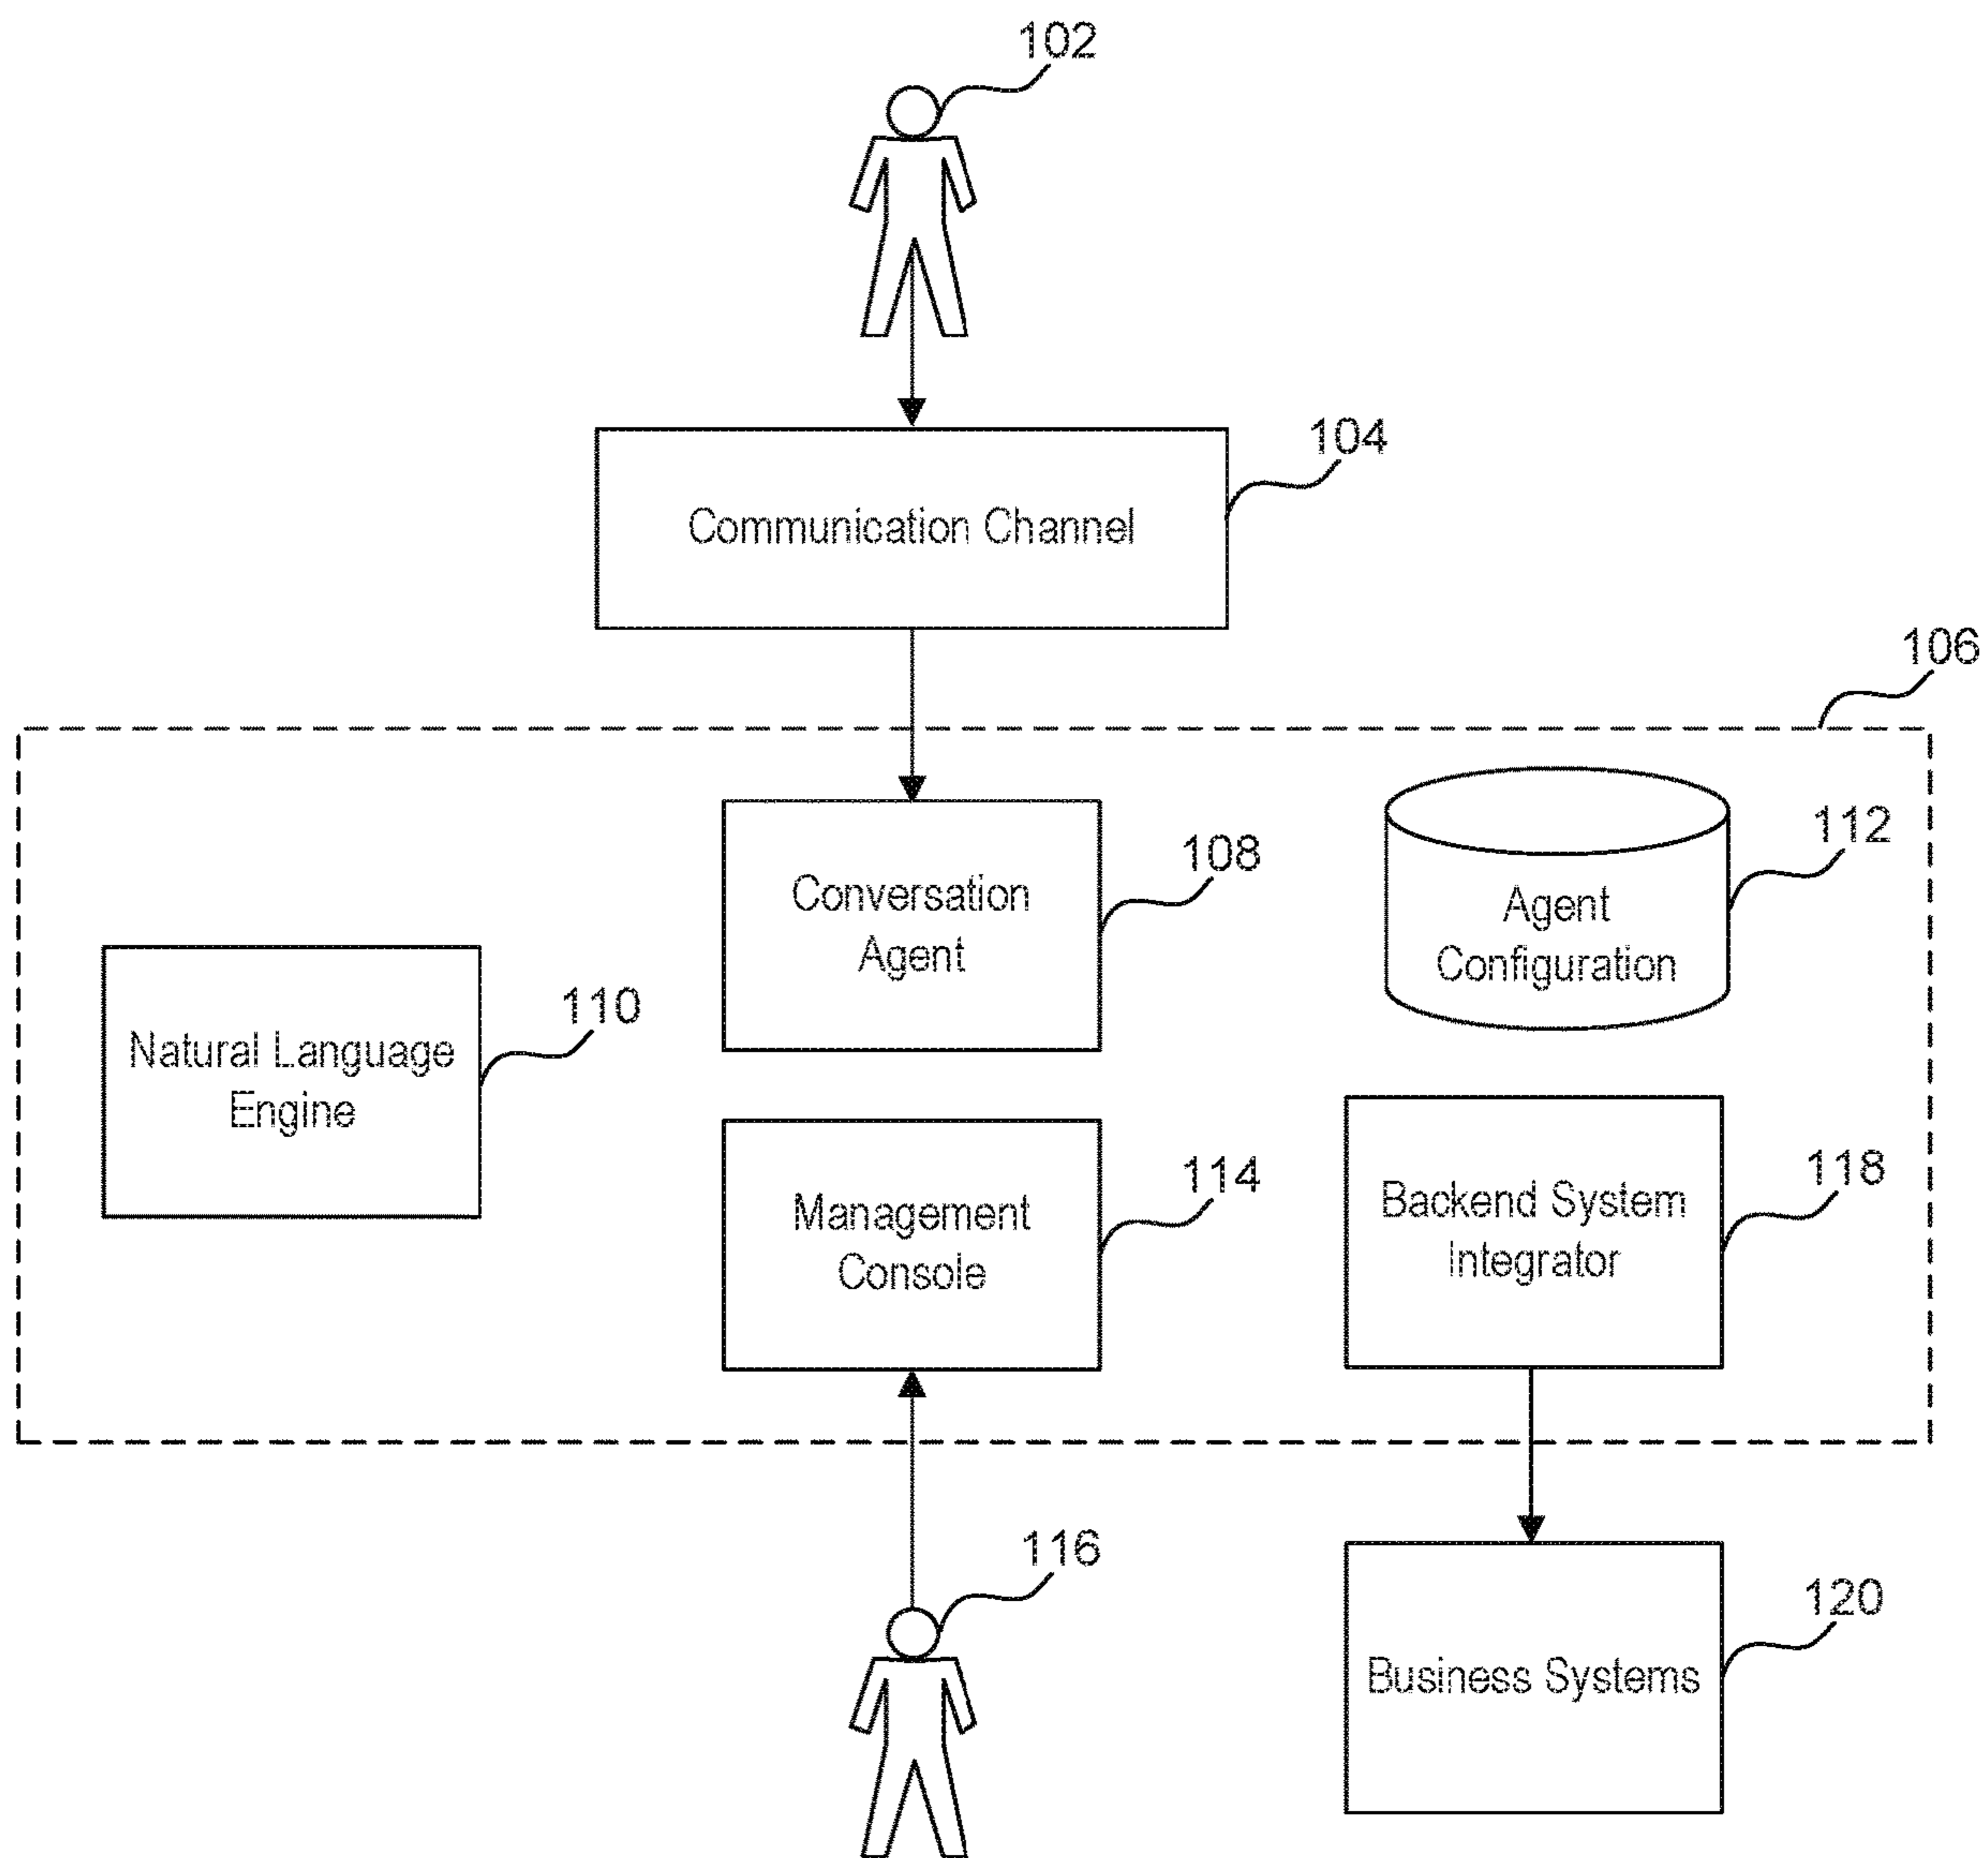 102
104
Communication Channel
106
108
Conversation
Agent
112
Agent
Configuration
110
Natural Language
Engine
114
Management
Console
118
Backend System
Integrator
116
120
Business Systems